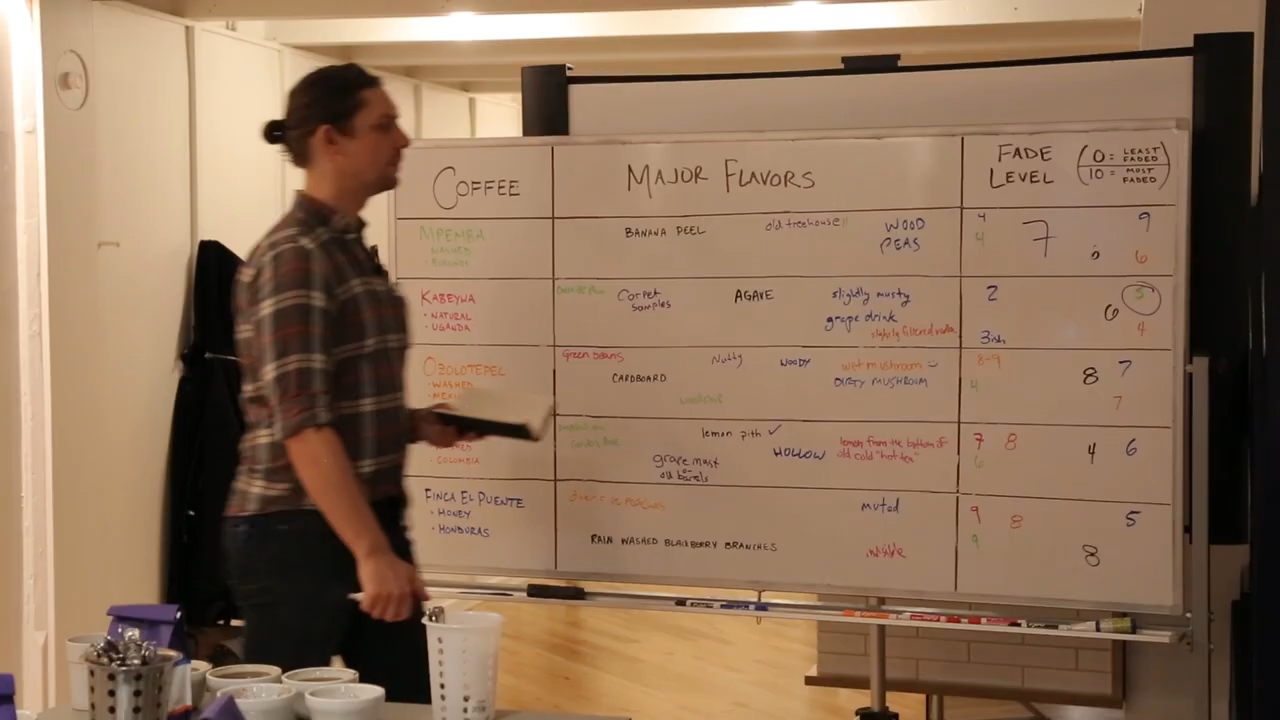 COFFEE
MAJOR FLAVORS
FADE LEVEL
(0 = LEAST FADED
10 = MOST FADED)
MPEMBA
• WASHED
• BURUNDI
BANANA PEEL
old treehouse
WOOD
PEAS
4
4
7
9
6
KABEYWA
• NATURAL
• UGANDA
Carpet
samples
AGAVE
slightly musty
grape drink
slightly filtered water
2
3ish
6
5
4
OZOLOTEPEC
• WASHED
• MEXICO
Green beans
CARDBOARD
Nutty
WOODY
wet mushroom
DIRTY MUSHROOM
8-9
4
8
7
7
• COLOMBIA
lemon pith ✓
grape must
or
old barrels
HOLLOW
lemon from the bottom of
old cold "hot tea"
7
8
6
4
6
FINCA EL PUENTE
• HONEY
• HONDURAS
RAIN WASHED BLACKBERRY BRANCHES
muted
9
8
9
8
5